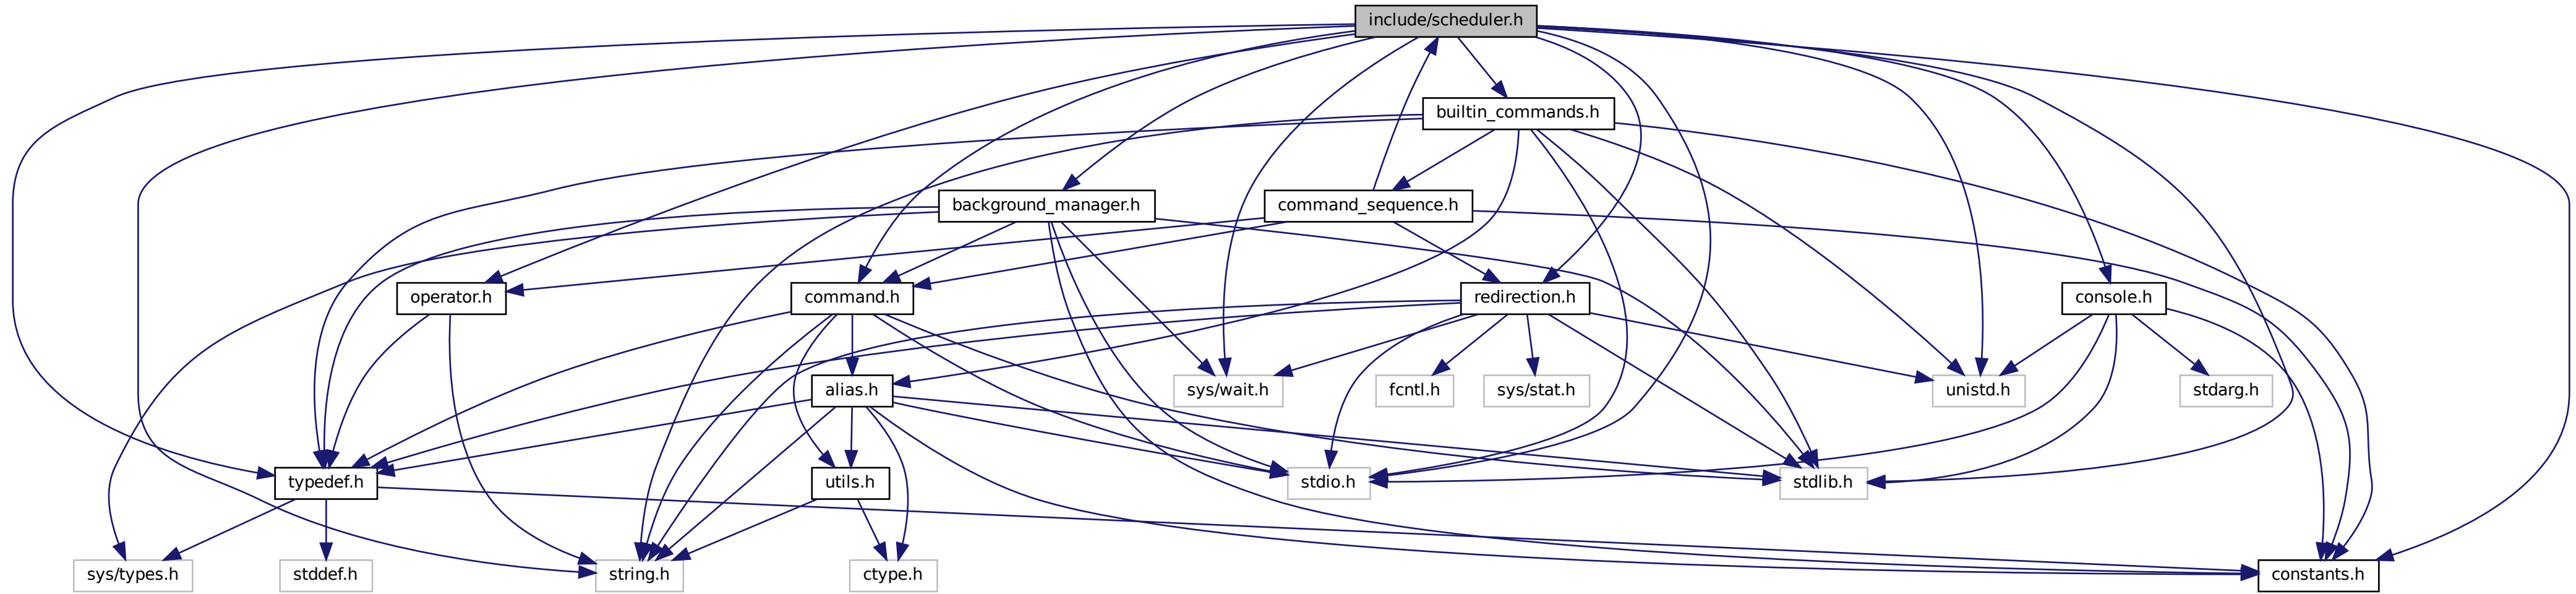 include/scheduler.h
builtin_commands.h
background_manager.h
command_sequence.h
operator.h
command.h
redirection.h
console.h
alias.h
sys/wait.h
fcntl.h
sys/stat.h
unistd.h
stdarg.h
typedef.h
utils.h
stdio.h
stdlib.h
sys/types.h
stddef.h
string.h
ctype.h
constants.h